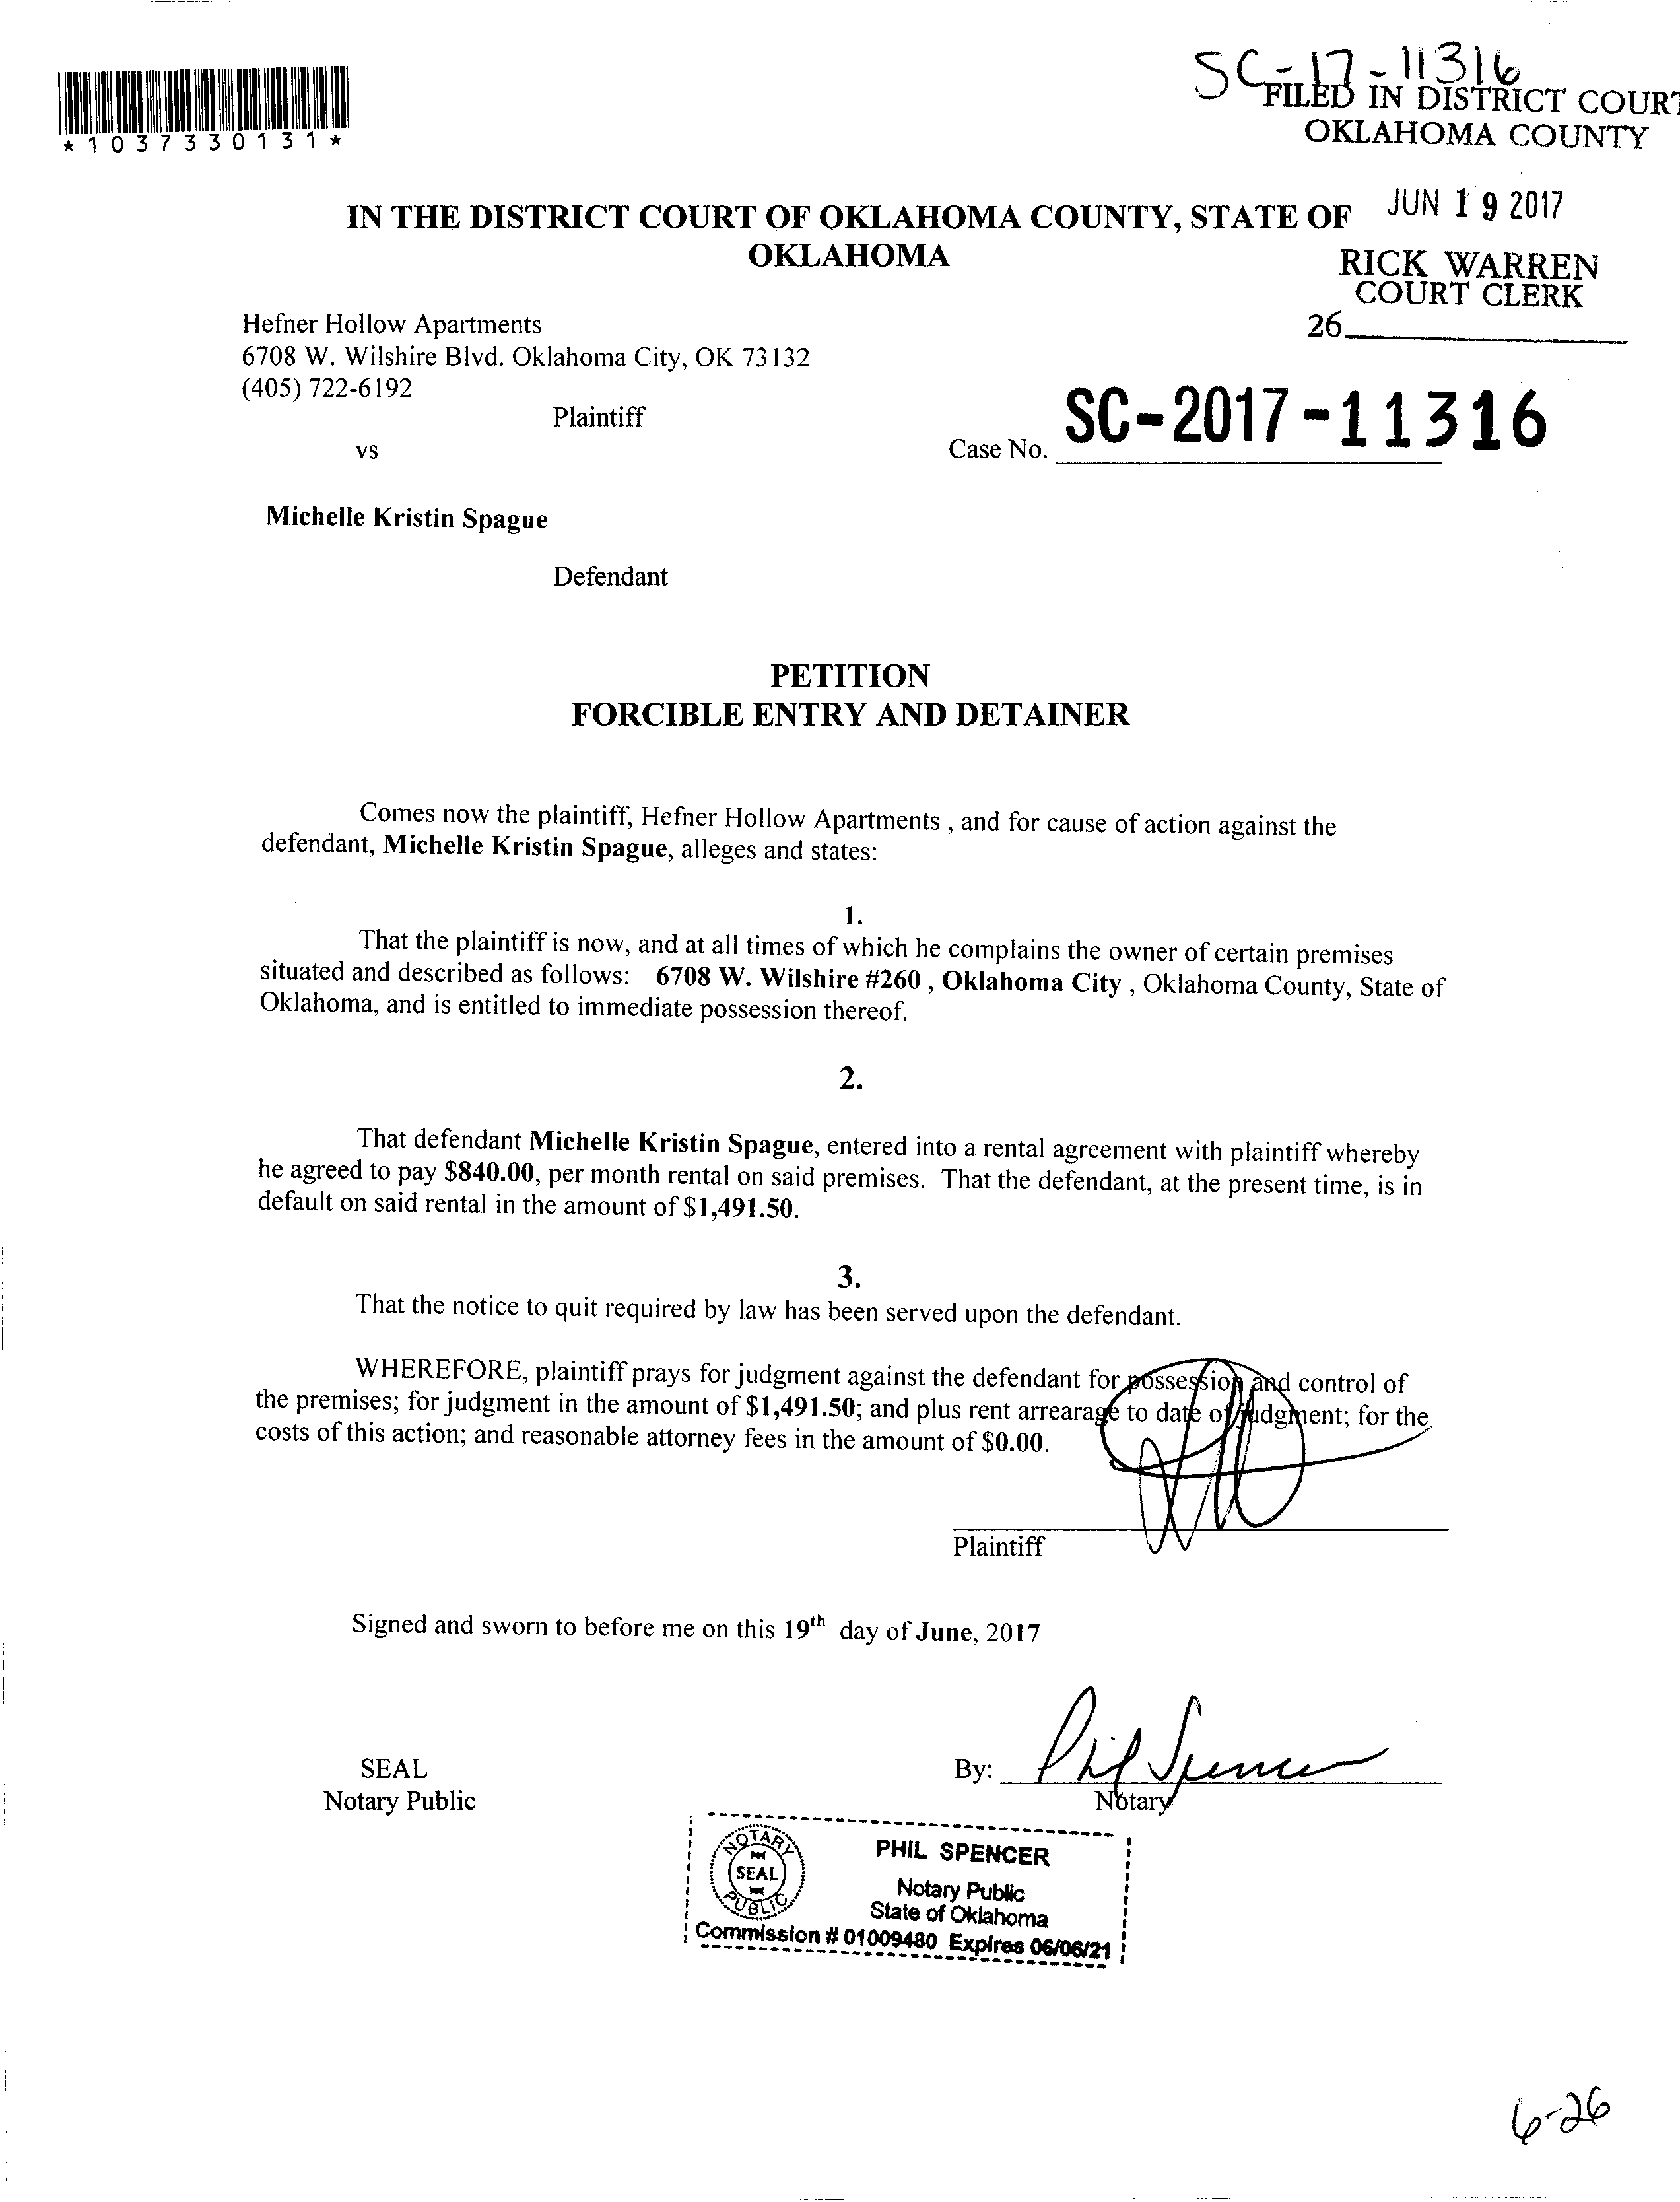 SC-17-11316
FILED IN DISTRICT COURT
OKLAHOMA COUNTY
*1037330131*
JUN 19 2017
IN THE DISTRICT COURT OF OKLAHOMA COUNTY, STATE OF
OKLAHOMA
RICK WARREN
COURT CLERK
26
Hefner Hollow Apartments
6708 W. Wilshire Blvd. Oklahoma City, OK 73132
(405) 722-6192
Plaintiff
vs
Case No. SC-2017-11316
Michelle Kristin Spague
Defendant
PETITION
FORCIBLE ENTRY AND DETAINER
Comes now the plaintiff, Hefner Hollow Apartments , and for cause of action against the
defendant, Michelle Kristin Spague, alleges and states:
1.
That the plaintiff is now, and at all times of which he complains the owner of certain premises
situated and described as follows: 6708 W. Wilshire #260 , Oklahoma City , Oklahoma County, State of
Oklahoma, and is entitled to immediate possession thereof.
2.
That defendant Michelle Kristin Spague, entered into a rental agreement with plaintiff whereby
he agreed to pay $840.00, per month rental on said premises. That the defendant, at the present time, is in
default on said rental in the amount of $1,491.50.
3.
That the notice to quit required by law has been served upon the defendant.
WHEREFORE, plaintiff prays for judgment against the defendant for possession and control of
the premises; for judgment in the amount of $1,491.50; and plus rent arrearage to date of judgment; for the
costs of this action; and reasonable attorney fees in the amount of $0.00.
Plaintiff
Signed and sworn to before me on this 19th day of June, 2017
SEAL
Notary Public
By: Phil Spencer
Notary
NOTARY
SEAL
PUBLIC
PHIL SPENCER
Notary Public
State of Oklahoma
Commission # 01009480 Expires 06/06/21
6-26